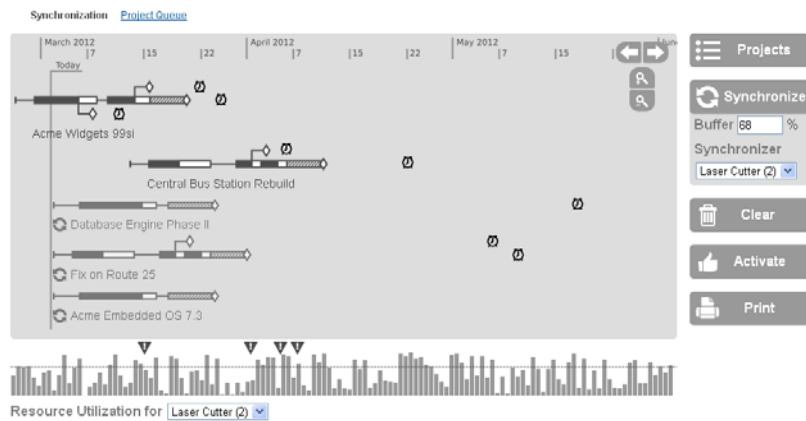 Synchronization Project Queue
March 2012 April 2012 May 2012 June
|7 |15 |22 |7 |15 |22 |7 |15
Today
Acme Widgets 99si
Central Bus Station Rebuild
Database Engine Phase II
Fix on Route 25
Acme Embedded OS 7.3
Projects
Synchronize
Buffer 68 %
Synchronizer
Laser Cutter (2)
Clear
Activate
Print
Resource Utilization for Laser Cutter (2)